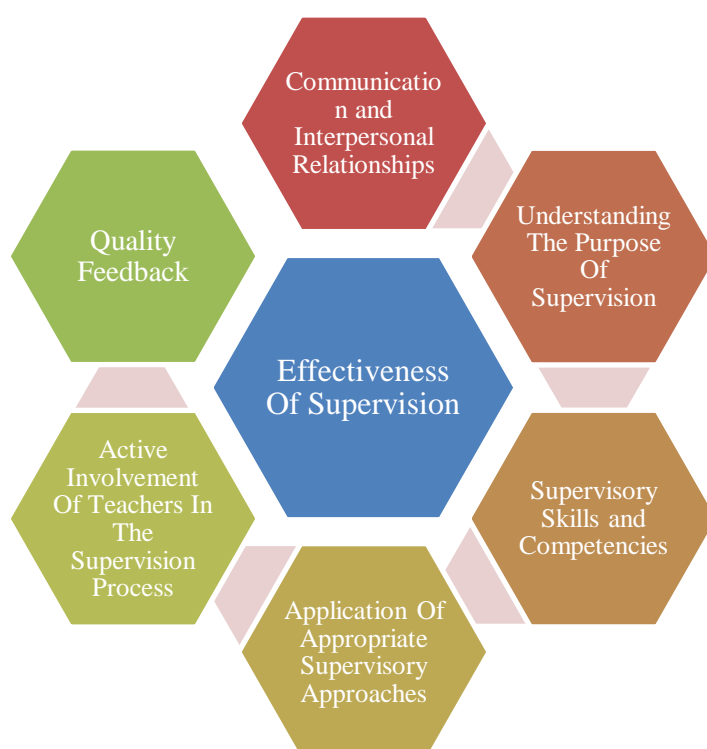 Communicatio
n and
Interpersonal
Relationships
Understanding
The Purpose
Of
Supervision
Supervisory
Skills and
Competencies
Application Of
Appropriate
Supervisory
Approaches
Active
Involvement
Of Teachers In
The
Supervision
Process
Quality
Feedback
Effectiveness
Of Supervision